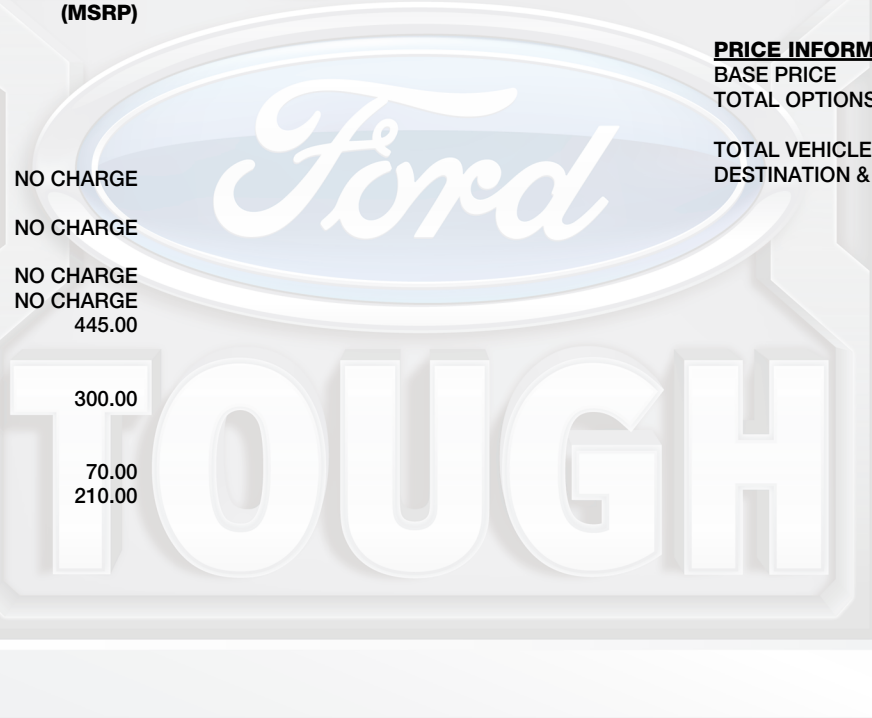 (MSRP)
NO CHARGE
NO CHARGE
NO CHARGE
NO CHARGE
445.00
300.00
70.00
210.00
PRICE INFORM
BASE PRICE
TOTAL OPTIONS
TOTAL VEHICLE
DESTINATION &
Ford
TOUGH